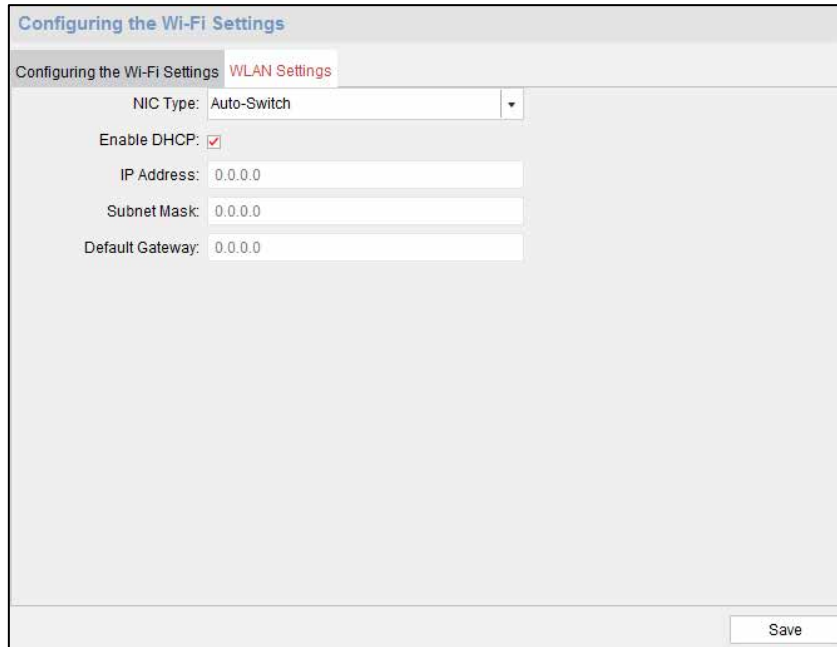 Configuring the Wi-Fi Settings
Configuring the Wi-Fi Settings WLAN Settings
NIC Type: Auto-Switch
Enable DHCP:
IP Address: 0.0.0.0
Subnet Mask: 0.0.0.0
Default Gateway: 0.0.0.0
Save